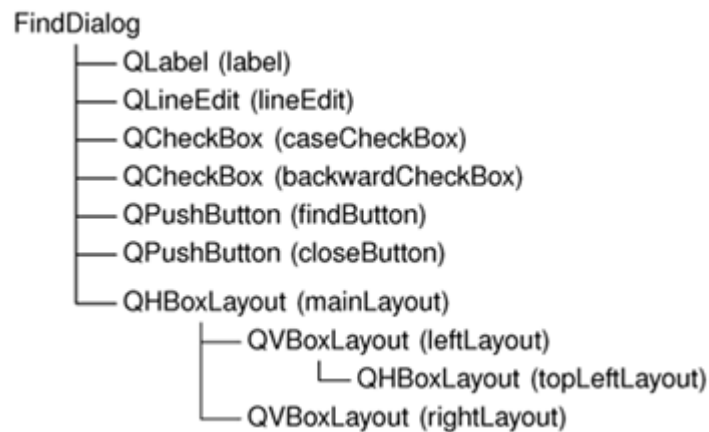 FindDialog
QLabel (label)
QLineEdit (lineEdit)
QCheckBox (caseCheckBox)
QCheckBox (backwardCheckBox)
QPushButton (findButton)
QPushButton (closeButton)
QHBoxLayout (mainLayout)
QVBoxLayout (leftLayout)
QHBoxLayout (topLeftLayout)
QVBoxLayout (rightLayout)